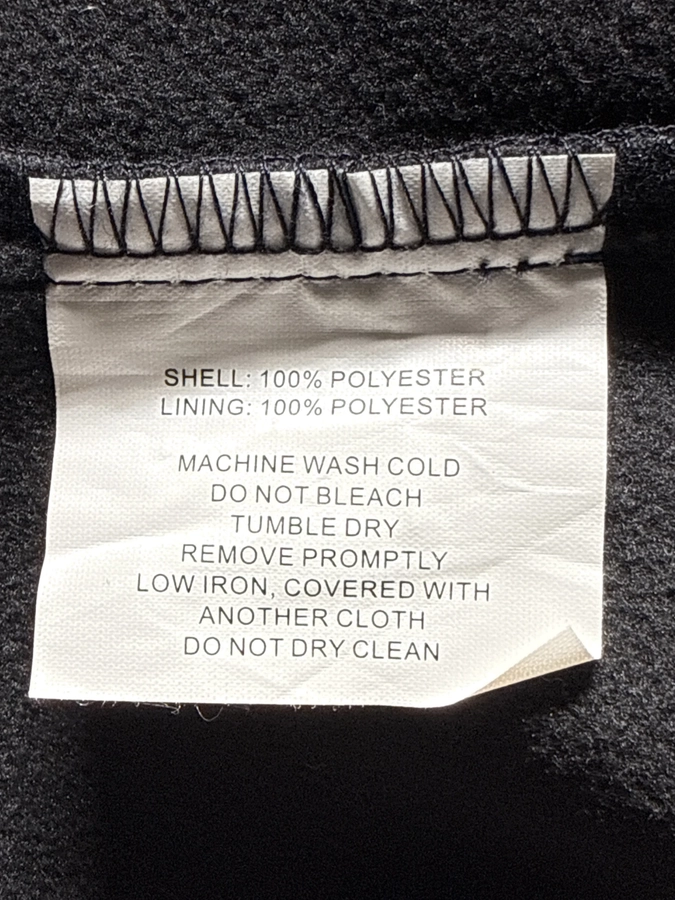 SHELL: 100% POLYESTER
LINING: 100% POLYESTER
MACHINE WASH COLD
DO NOT BLEACH
TUMBLE DRY
REMOVE PROMPTLY
LOW IRON, COVERED WITH
ANOTHER CLOTH
DO NOT DRY CLEAN